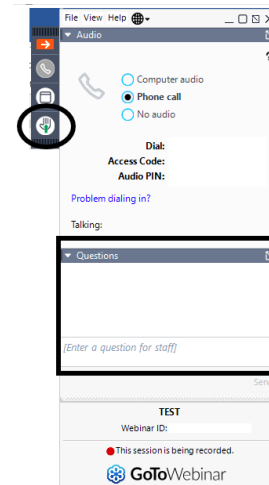 File View Help
Audio
?
Computer audio
Phone call
No audio
Dial:
Access Code:
Audio PIN:
Problem dialing in?
Talking:
Questions
[Enter a question for staff]
TEST
Webinar ID:
This session is being recorded.
GoToWebinar